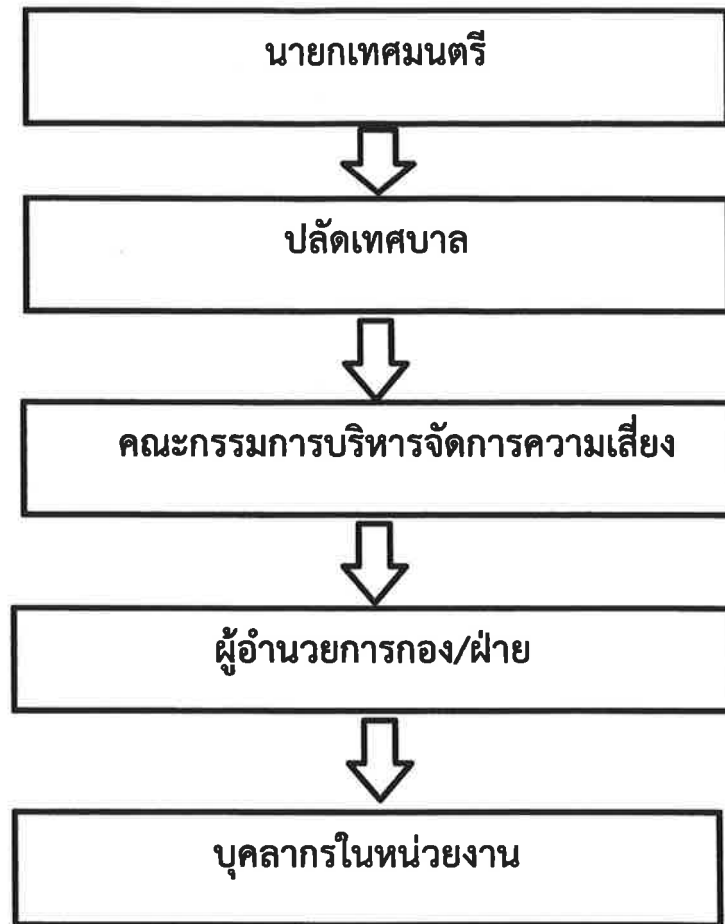 นายกเทศมนตรี
ปลัดเทศบาล
คณะกรรมการบริหารจัดการความเสี่ยง
ผู้อำนวยการกอง/ฝ่าย
บุคลากรในหน่วยงาน